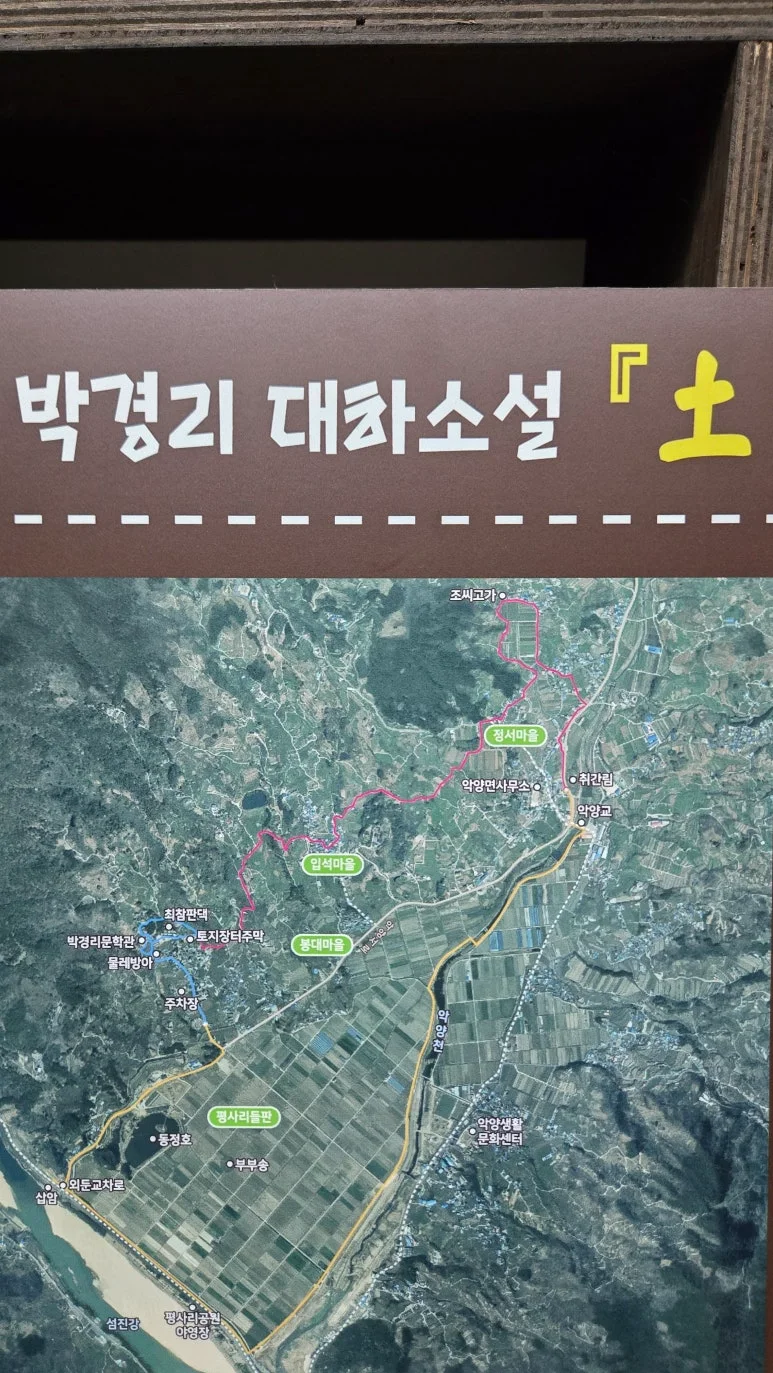 박경리 대하소설 『土
조씨고가
정서마을
악양면사무소
취간림
악양교
입석마을
최참판댁
박경리문학관
토지장터주막
봉대마을
물레방아
주차장
악양천
평사리들판
동정호
부부송
악양생활
문화센터
외둔교차로
삽암
평사리공원
야영장
섬진강